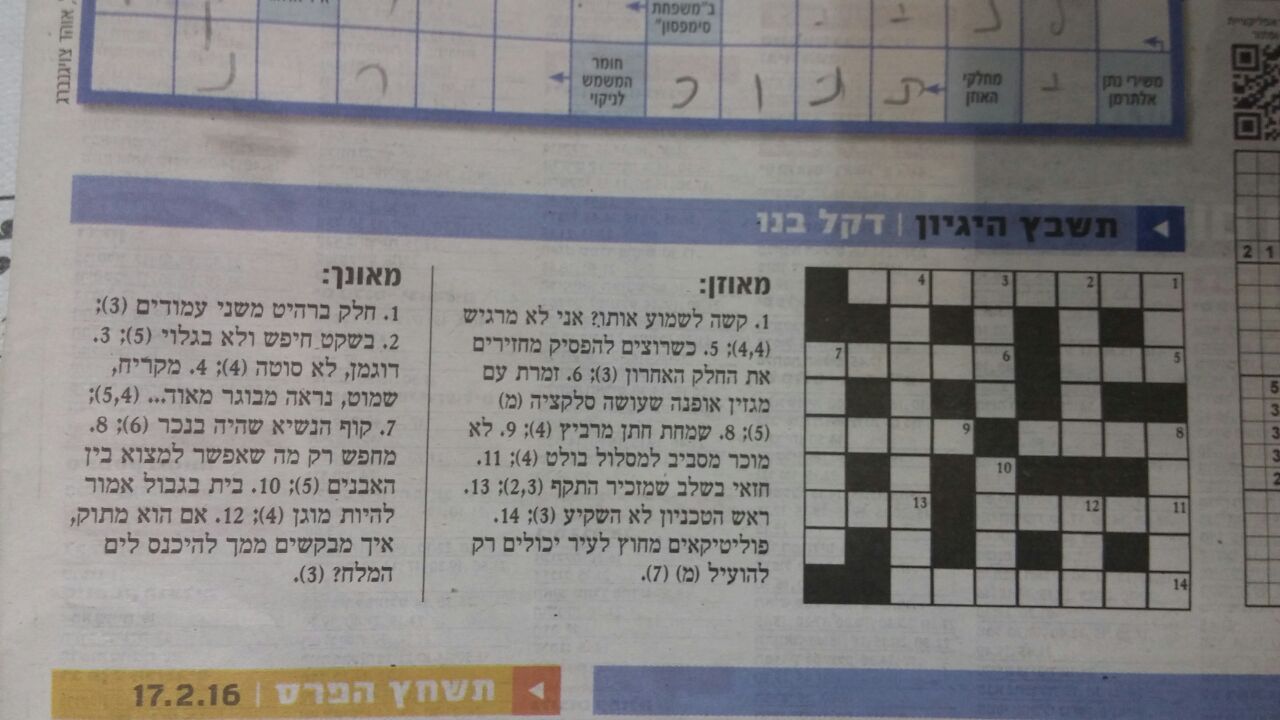 אוהד צויגנברג
ב"משפחת
סימפסון"
משירי נתן
אלתרמן
מחלקי
האוזן
ת נ ו כ
חומר
המשמש
לניקוי
תשבץ היגיון | דקל בנו
1 2 3 4
5 6 7
8 9
10
11 12 13
14
מאוזן:
1. קשה לשמוע אותו? אני לא מרגיש
(4,4); 5. כשרוצים להפסיק מחזירים
את החלק האחרון (3); 6. זמרת עם
מגזין אופנה שעושה סלקציה (מ)
(5); 8. שמחת חתן מרביץ (4); 9. לא
מוכר מסביב למסלול בולט (4); 11.
חזאי בשלב שמזכיר התקף (2,3); 13.
ראש הטכניון לא השקיע (3); 14.
פוליטיקאים מחוץ לעיר יכולים רק
להועיל (מ) (7).
מאונך:
1. חלק ברהיט משני עמודים (3);
2. בשקט חיפש ולא בגלוי (5); 3.
דוגמן, לא סוטה (4); 4. מקריח,
שמוט, נראה מבוגר מאוד... (5,4);
7. קוף הנשיא שהיה בנכר (6); 8.
מחפש רק מה שאפשר למצוא בין
האבנים (5); 10. בית בגבול אמור
להיות מוגן (4); 12. אם הוא מתוק,
איך מבקשים ממך להיכנס לים
המלח? (3).
תשחץ הפרס | 17.2.16